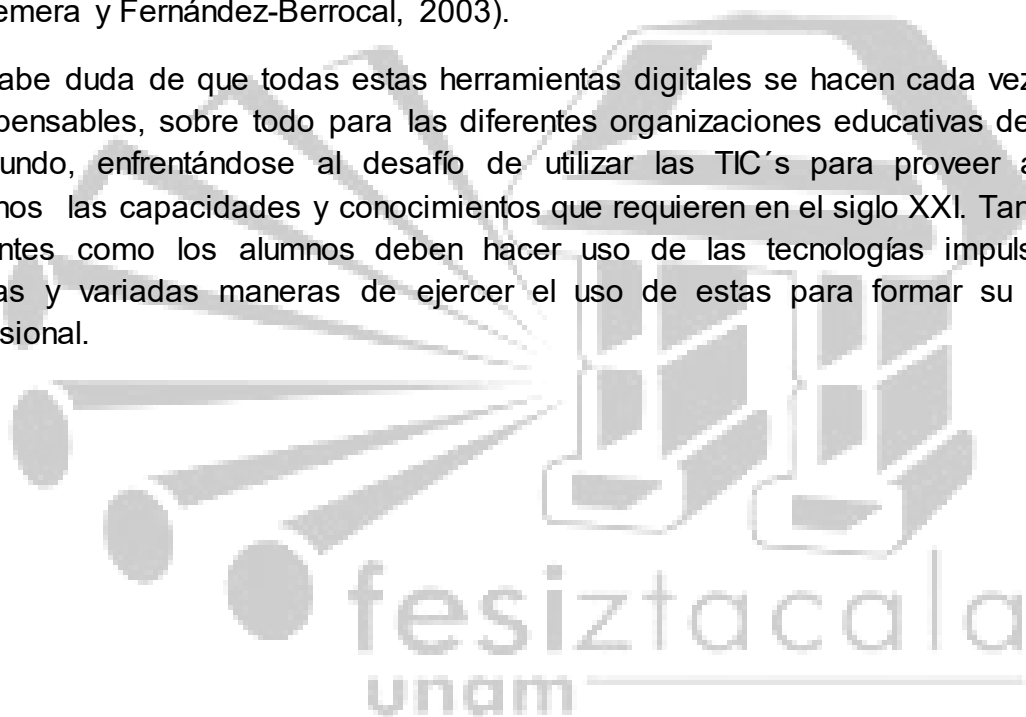 emera y Fernández-Berrocal, 2003).
abe duda de que todas estas herramientas digitales se hacen cada vez
pensables, sobre todo para las diferentes organizaciones educativas de
undo, enfrentándose al desafío de utilizar las TIC´s para proveer a
nos las capacidades y conocimientos que requieren en el siglo XXI. Tan
ntes como los alumnos deben hacer uso de las tecnologías impuls
as y variadas maneras de ejercer el uso de estas para formar su
sional.
fesiztacala
unam